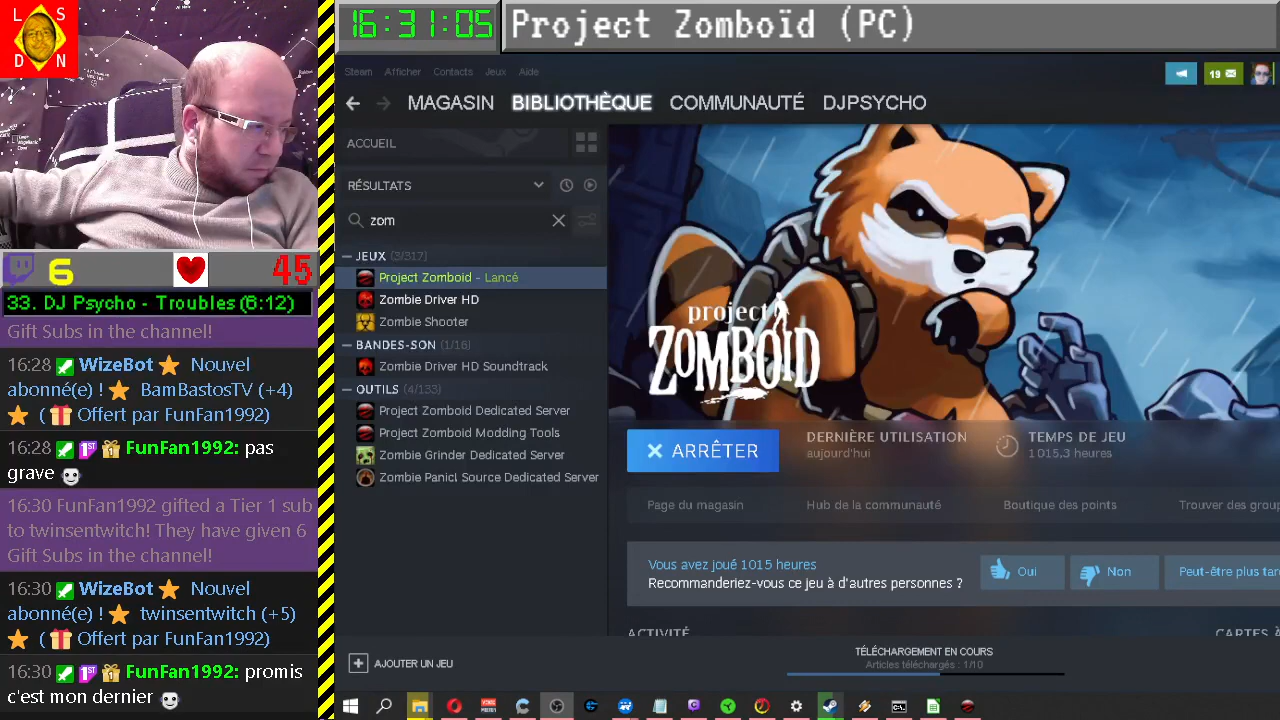 L S
D N
16:31:05
Project Zomboïd (PC)
6
45
33. DJ Psycho - Troubles (6:12)
Gift Subs in the channel!
16:28 WizeBot Nouvel
abonné(e) ! BamBastosTV (+4)
( Offert par FunFan1992)
16:28 FunFan1992: pas
grave
16:30 FunFan1992 gifted a Tier 1 sub
to twinsentwitch! They have given 6
Gift Subs in the channel!
16:30 WizeBot Nouvel
abonné(e) ! twinsentwitch (+5)
( Offert par FunFan1992)
16:30 FunFan1992: promis
c'est mon dernier
Steam Afficher Contacts Jeux Aide
19
MAGASIN BIBLIOTHÈQUE COMMUNAUTÉ DJPSYCHO
ACCUEIL
RÉSULTATS
zom
JEUX (3/317)
Project Zomboid - Lancé
Zombie Driver HD
Zombie Shooter
BANDES-SON (1/16)
Zombie Driver HD Soundtrack
OUTILS (4/133)
Project Zomboid Dedicated Server
Project Zomboid Modding Tools
Zombie Grinder Dedicated Server
Zombie Panic! Source Dedicated Server
project
ZOMBOID
ARRÊTER
DERNIÈRE UTILISATION
aujourd'hui
TEMPS DE JEU
1 015,3 heures
Page du magasin Hub de la communauté Boutique des points Trouver des group
Vous avez joué 1015 heures
Recommanderiez-vous ce jeu à d'autres personnes ?
Oui Non Peut-être plus tard
ACTIVITÉ CARTES À
AJOUTER UN JEU
TÉLÉCHARGEMENT EN COURS
Articles téléchargés : 1/10